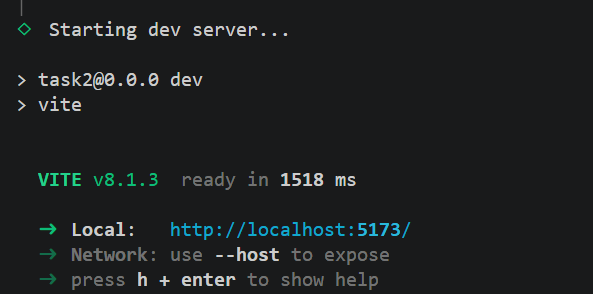 Starting dev server...
> task2@0.0.0 dev
> vite
VITE v8.1.3 ready in 1518 ms
➜ Local: http://localhost:5173/
➜ Network: use --host to expose
➜ press h + enter to show help